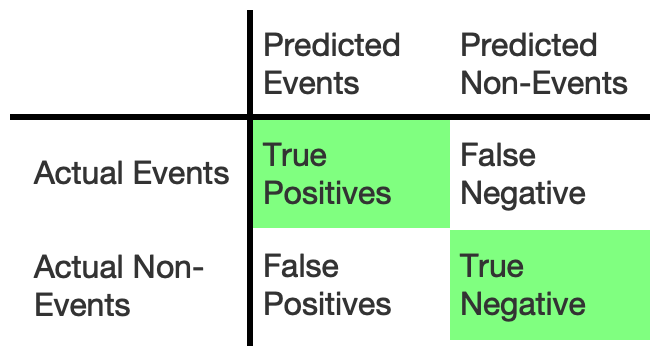 Predicted Events
Predicted Non-Events
Actual Events
True Positives
False Negative
Actual Non-Events
False Positives
True Negative